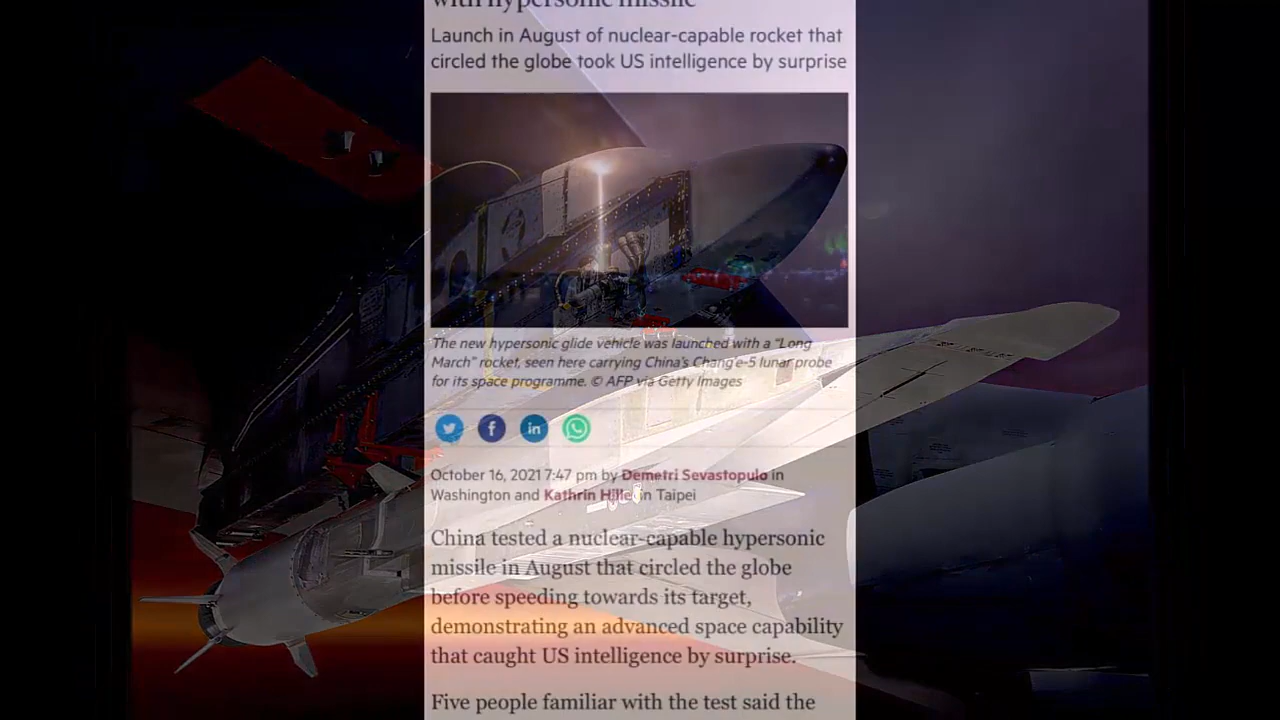 with hypersonic missile
Launch in August of nuclear-capable rocket that
circled the globe took US intelligence by surprise
The new hypersonic glide vehicle was launched with a “Long
March” rocket, seen here carrying China's Chang'e-5 lunar probe
for its space programme. © AFP via Getty Images
f
in
October 16, 2021 7:47 pm by Demetri Sevastopulo in
Washington and Kathrin Hille in Taipei
China tested a nuclear-capable hypersonic
missile in August that circled the globe
before speeding towards its target,
demonstrating an advanced space capability
that caught US intelligence by surprise.
Five people familiar with the test said the